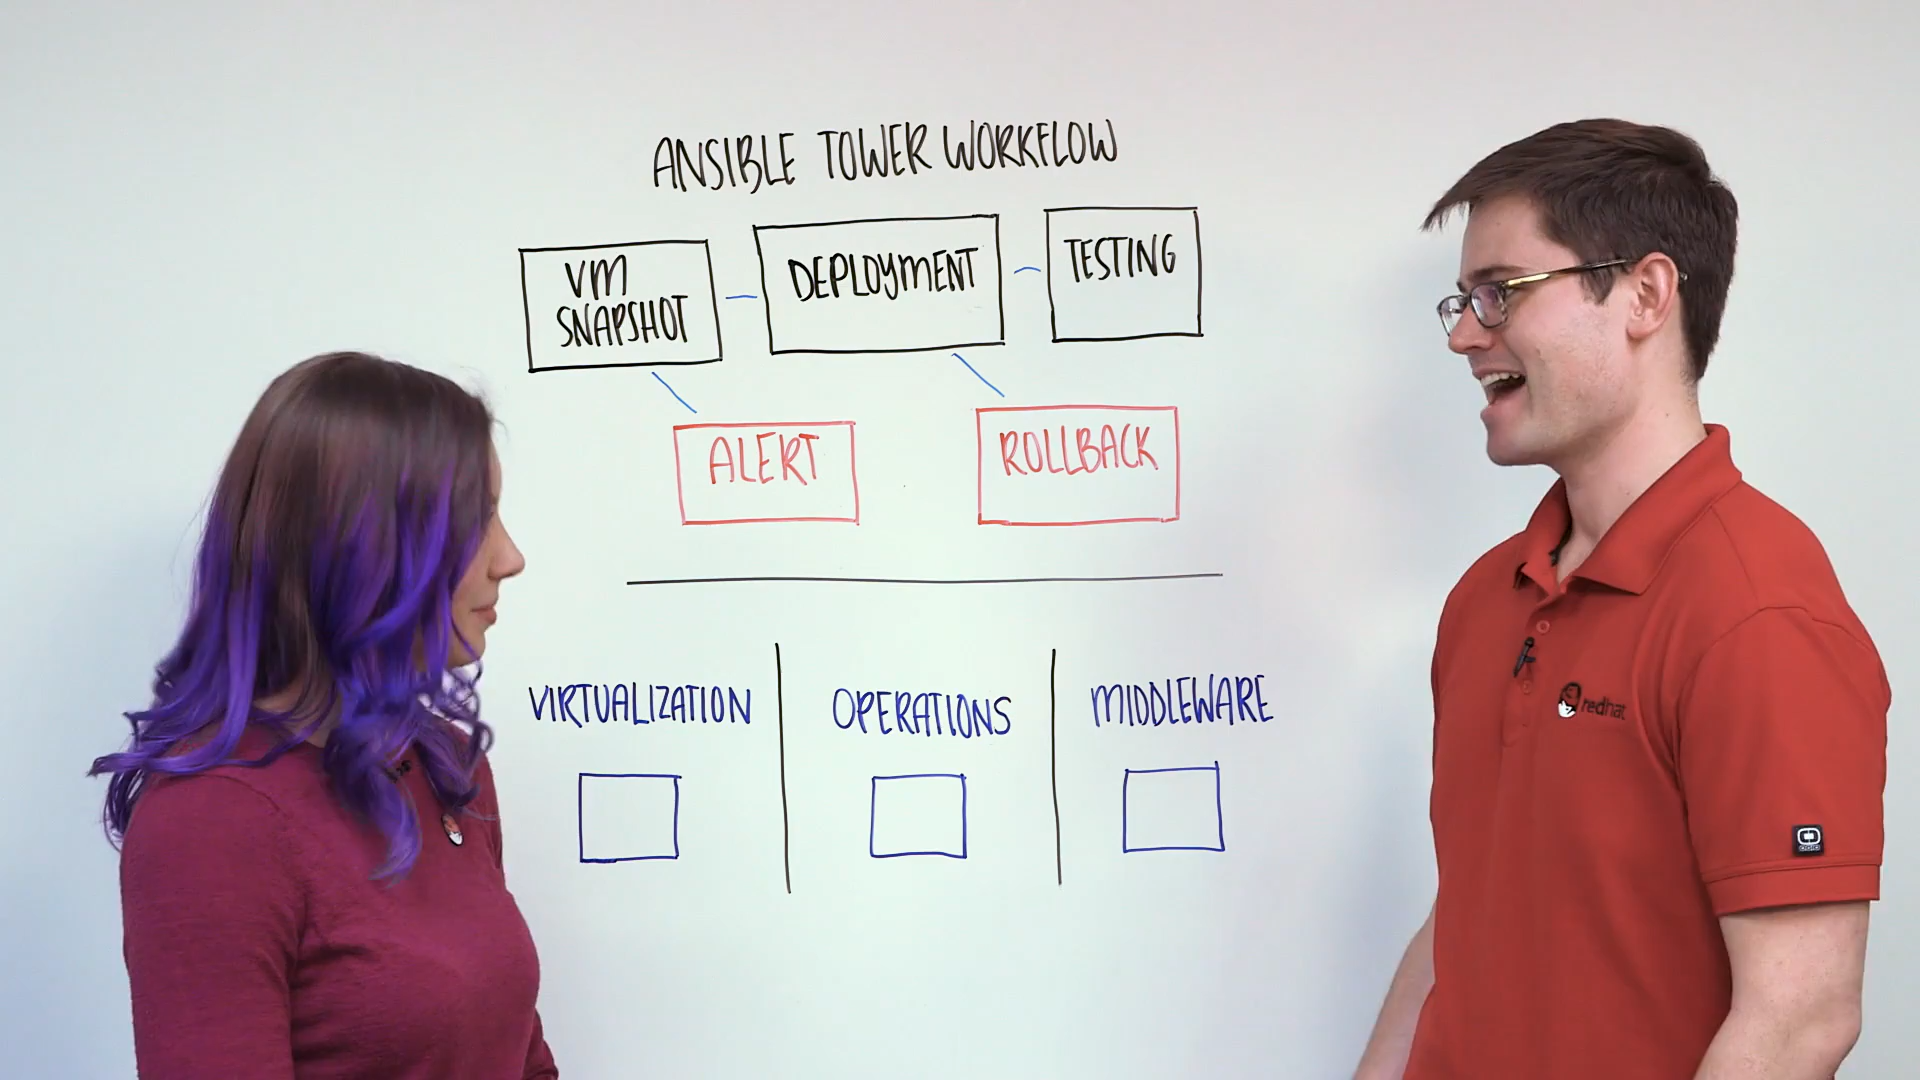 ANSIBLE TOWER WORKFLOW
VM
SNAPSHOT
DEPLOYMENT
TESTING
ALERT
ROLLBACK
VIRTUALIZATION
OPERATIONS
MIDDLEWARE
redhat